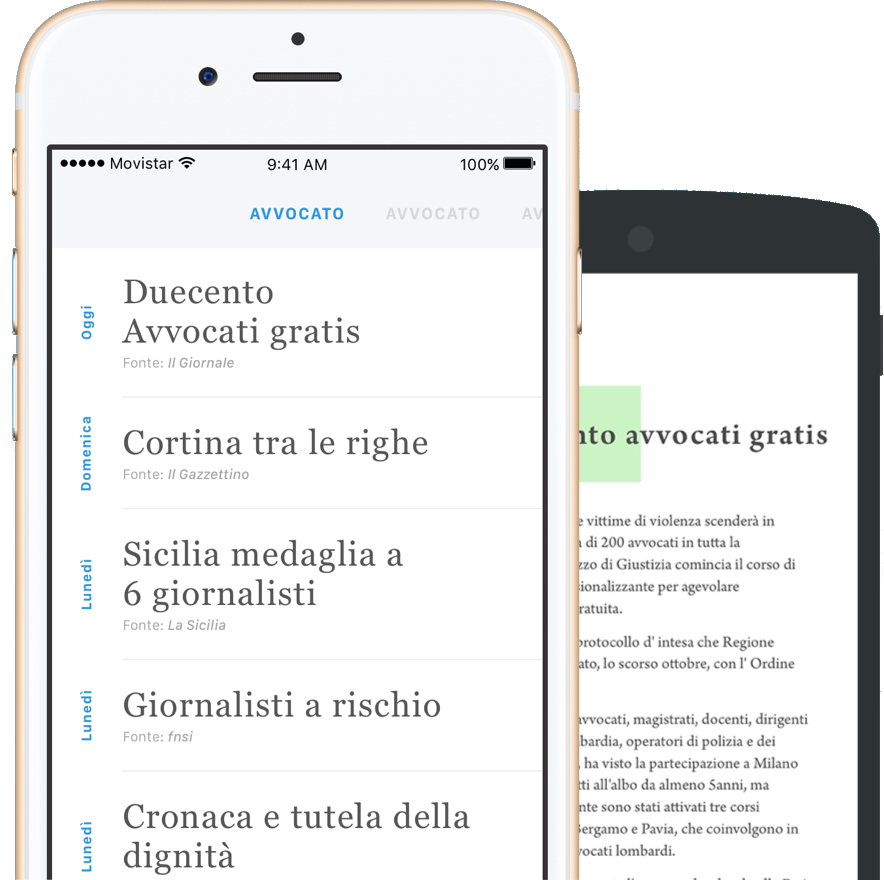 Movistar 9:41 AM 100%
AVVOCATO AVVOCATO AV
Oggi
Duecento
Avvocati gratis
Fonte: Il Giornale
Domenica
Cortina tra le righe
Fonte: Il Gazzettino
Lunedì
Sicilia medaglia a
6 giornalisti
Fonte: La Sicilia
Lunedì
Giornalisti a rischio
Fonte: fnsi
Lunedì
Cronaca e tutela della
dignità
nto avvocati gratis
e vittime di violenza scenderà in
di 200 avvocati in tutta la
zzo di Giustizia comincia il corso di
sionalizzante per agevolare
ratuita.
protocollo d' intesa che Regione
ato, lo scorso ottobre, con l' Ordine
avvocati, magistrati, docenti, dirigenti
bardia, operatori di polizia e dei
, ha visto la partecipazione a Milano
tti all'albo da almeno 5anni, ma
nte sono stati attivati tre corsi
Bergamo e Pavia, che coinvolgono in
vocati lombardi.